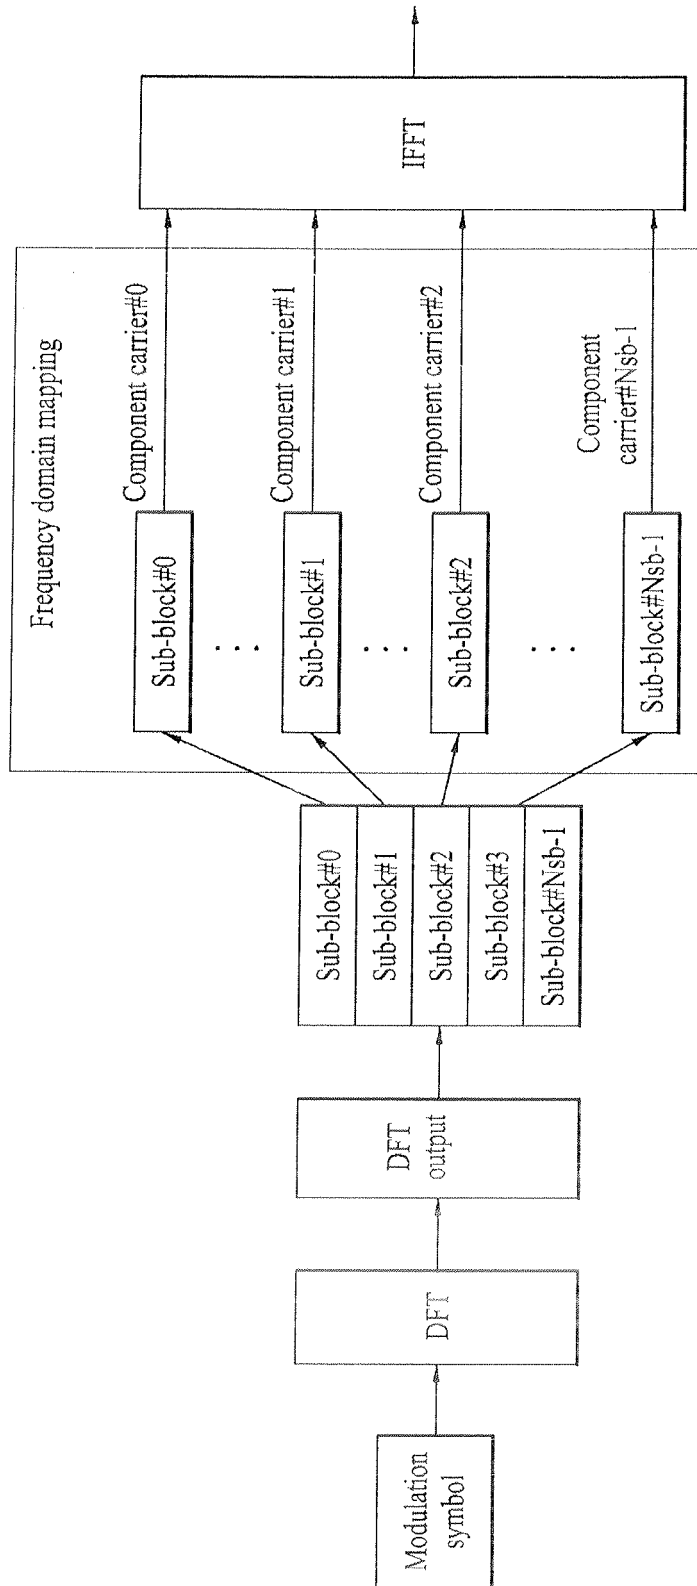 Modulation
symbol
DFT
DFT
output
Sub-block#0
Sub-block#1
Sub-block#2
Sub-block#3
Sub-block#Nsb-1
Frequency domain mapping
Sub-block#0
. . .
Sub-block#1
. . .
Sub-block#2
. . .
Sub-block#Nsb-1
Component carrier#0
Component carrier#1
Component carrier#2
Component
carrier#Nsb-1
IFFT